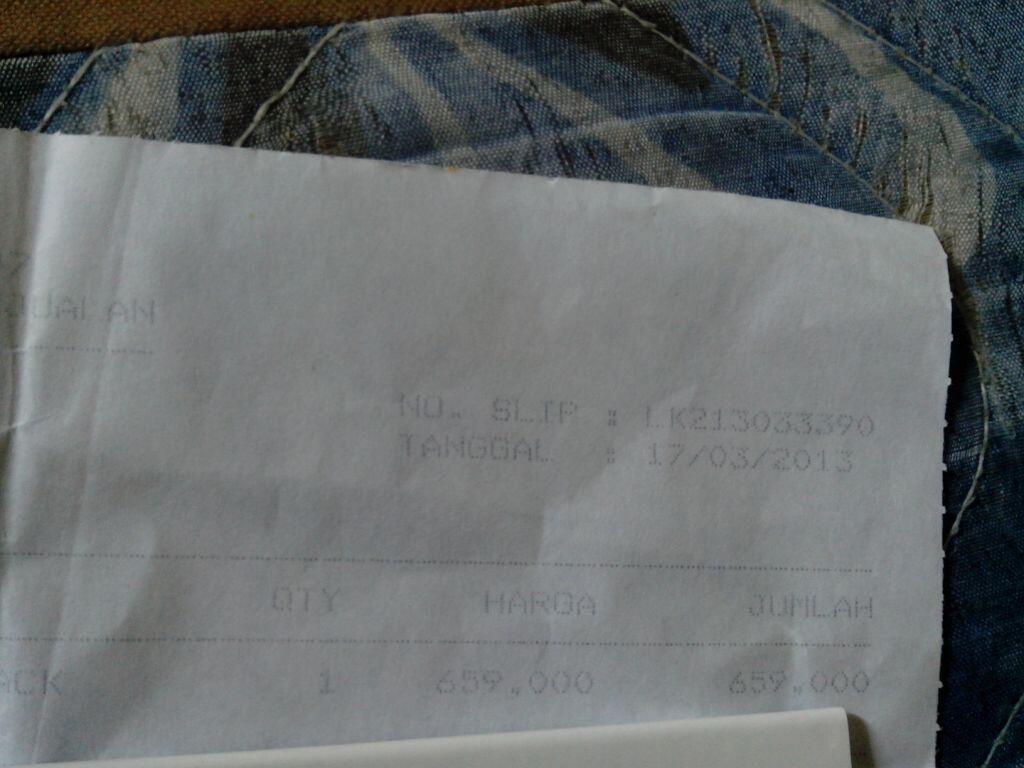 NO. SLIP : LK213033390
TANGGAL : 17/03/2013
QTY HARGA JUMLAH
1 659,000 659,000